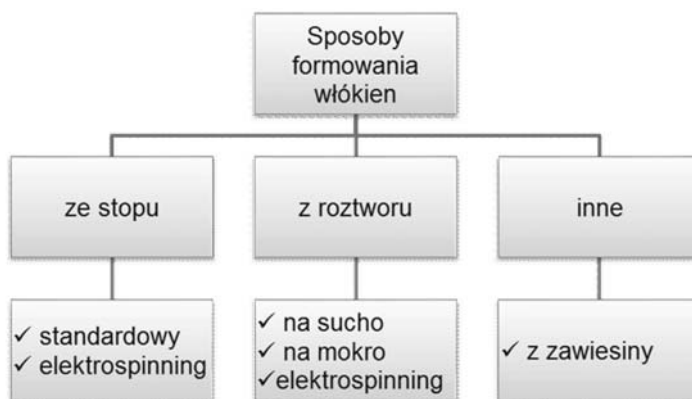 Sposoby
formowania
włókien
ze stopu
z roztworu
inne
✓ standardowy
✓ elektrospinning
✓ na sucho
✓ na mokro
✓elektrospinning
✓ z zawiesiny